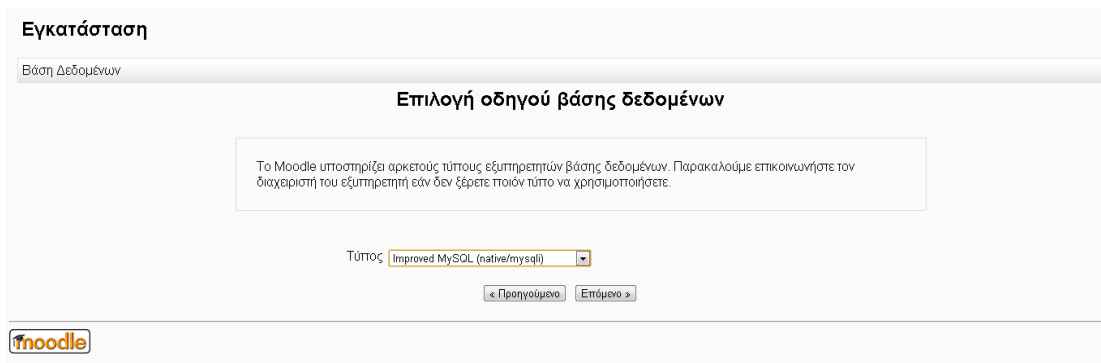 Εγκατάσταση
Βάση Δεδομένων
Επιλογή οδηγού βάσης δεδομένων
Το Moodle υποστηρίζει αρκετούς τύπους εξυπηρετητών βάσης δεδομένων. Παρακαλούμε επικοινωνήστε τον
διαχειριστή του εξυπηρετητή εάν δεν ξέρετε ποιόν τύπο να χρησιμοποιήσετε.
Τύπος Improved MySQL (native/mysqli)
« Προηγούμενο Επόμενο »
moodle